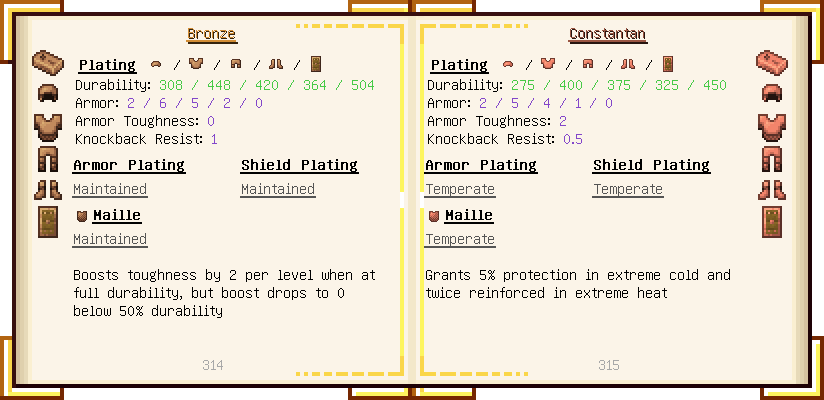 Bronze
Plating / / / /
Durability: 308 / 448 / 420 / 364 / 504
Armor: 2 / 6 / 5 / 2 / 0
Armor Toughness: 0
Knockback Resist: 1
Armor Plating Shield Plating
Maintained Maintained
Maille
Maintained
Boosts toughness by 2 per level when at
full durability, but boost drops to 0
below 50% durability
314
Constantan
Plating / / / /
Durability: 275 / 400 / 375 / 325 / 450
Armor: 2 / 5 / 4 / 1 / 0
Armor Toughness: 2
Knockback Resist: 0.5
Armor Plating Shield Plating
Temperate Temperate
Maille
Temperate
Grants 5% protection in extreme cold and
twice reinforced in extreme heat
315